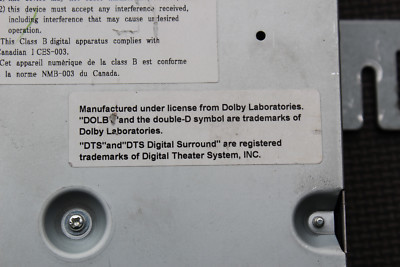 2) this device must accept any interference received,
including interference that may cause undesired
operation.
This Class B digital apparatus complies with
Canadian ICES-003.
Cet appareil numérique de la class B est conforme
la norme NMB-003 du Canada.
Manufactured under license from Dolby Laboratories.
"DOLB and the double-D symbol are trademarks of
Dolby Laboratories.
"DTS"and"DTS Digital Surround" are registered
trademarks of Digital Theater System, INC.